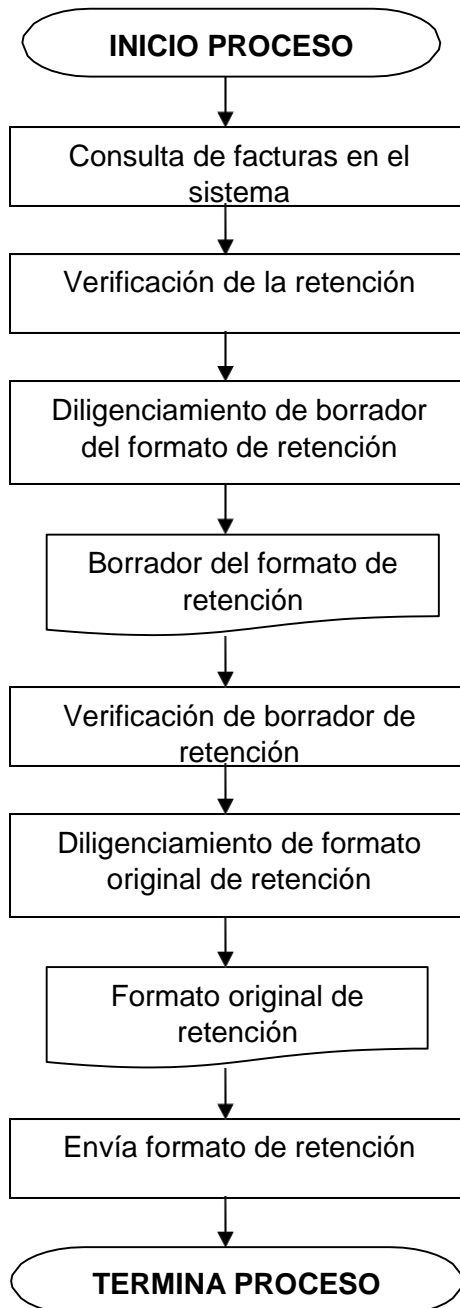 INICIO PROCESO
Consulta de facturas en el
sistema
Verificación de la retención
Diligenciamiento de borrador
del formato de retención
Borrador del formato de
retención
Verificación de borrador de
retención
Diligenciamiento de formato
original de retención
Formato original de
retención
Envía formato de retención
TERMINA PROCESO